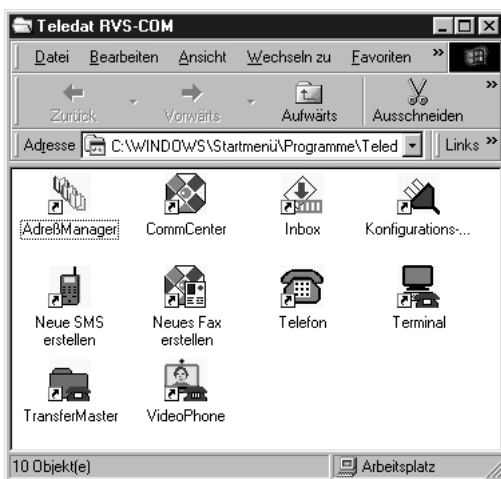 Teledat RVS-COM
Datei Bearbeiten Ansicht Wechseln zu Favoriten »
Zurück Vorwärts Aufwärts Ausschneiden »
Adresse C:\WINDOWS\Startmenü\Programme\Teled Links »
AdreßManager CommCenter Inbox Konfigurations-...
Neue SMS erstellen Neues Fax erstellen Telefon Terminal
TransferMaster VideoPhone
10 Objekt(e) Arbeitsplatz